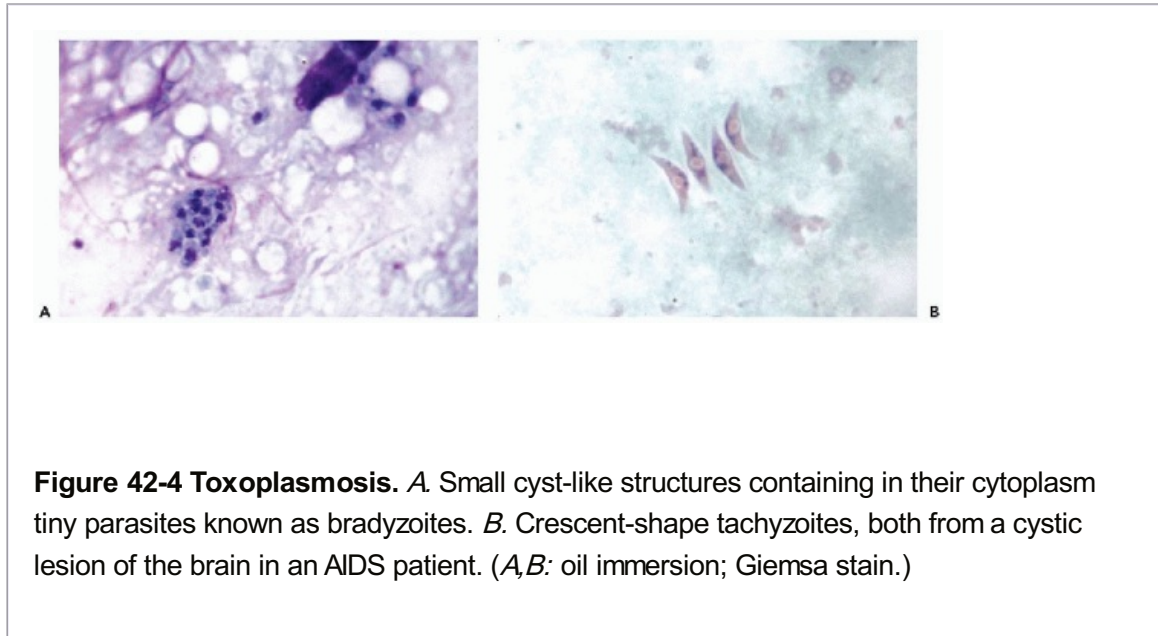 A
B
Figure 42-4 Toxoplasmosis. A. Small cyst-like structures containing in their cytoplasm
tiny parasites known as bradyzoites. B. Crescent-shape tachyzoites, both from a cystic
lesion of the brain in an AIDS patient. (A,B: oil immersion; Giemsa stain.)